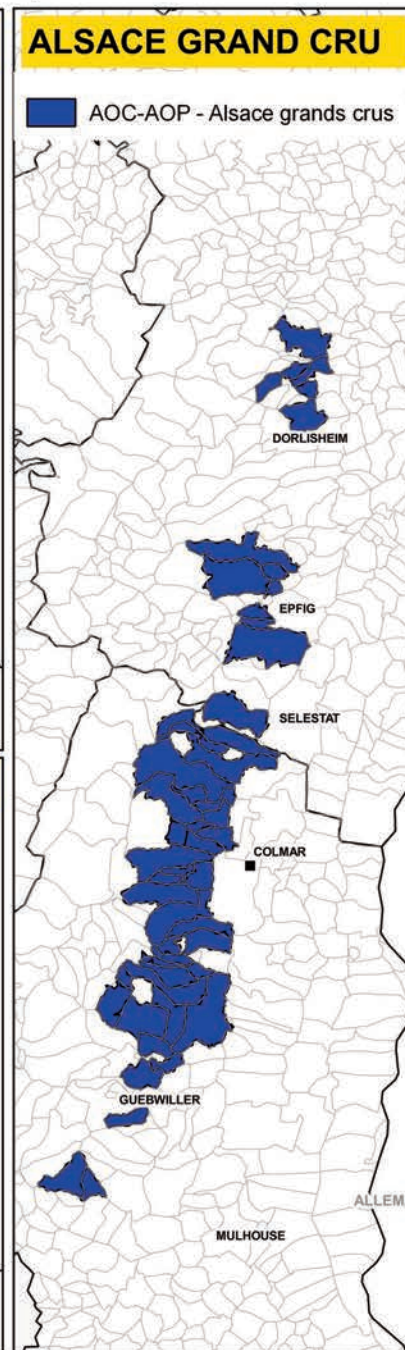 ALSACE GRAND CRU
AOC-AOP - Alsace grands crus
DORLISHEIM
EPFIG
SELESTAT
COLMAR
GUEBWILLER
ALLEM
MULHOUSE